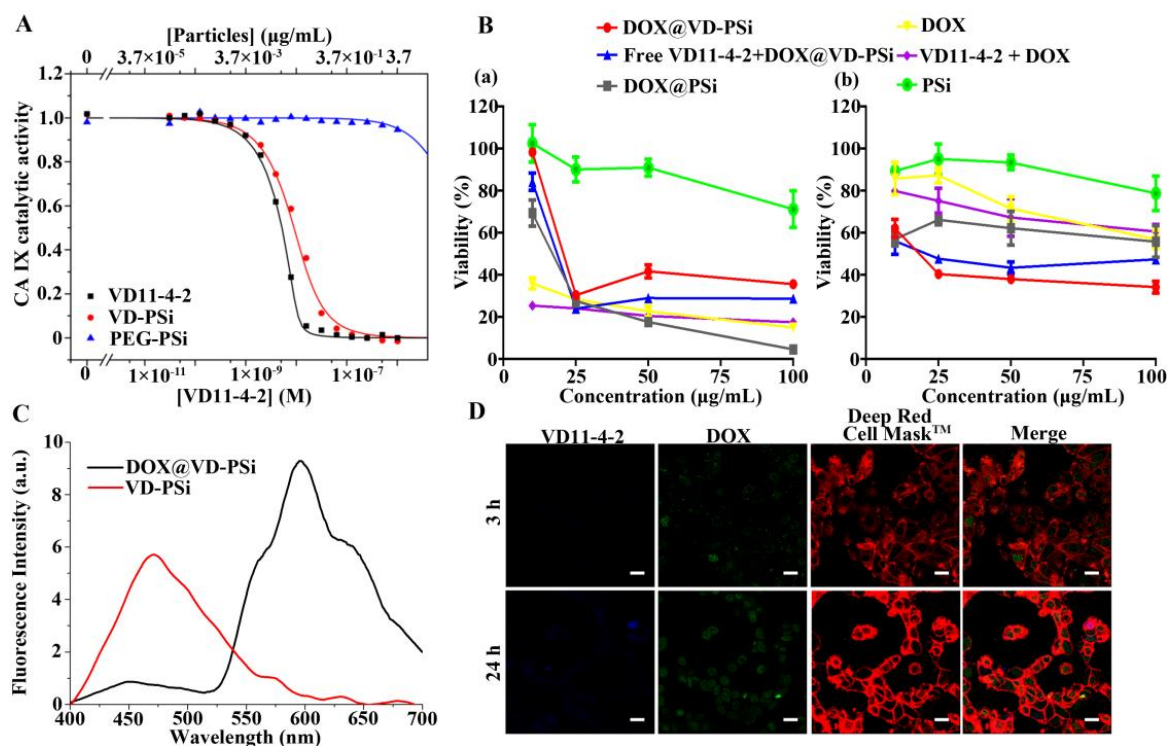 A
[Particles] (µg/mL)
0 3.7×10⁻⁵ 3.7×10⁻³ 3.7×10⁻¹ 3.7
CA IX catalytic activity
1.0
0.8
0.6
0.4
0.2
0
VD11-4-2
VD-PSi
PEG-PSi
0 1×10⁻¹¹ 1×10⁻⁹ 1×10⁻⁷
[VD11-4-2] (M)
B
DOX@VD-PSi
Free VD11-4-2+DOX@VD-PSi
DOX@PSi
DOX
VD11-4-2 + DOX
PSi
(a)
Viability (%)
120
100
80
60
40
20
0
0 25 50 75 100
Concentration (µg/mL)
(b)
Viability (%)
120
100
80
60
40
20
0
0 25 50 75 100
Concentration (µg/mL)
C
Fluorescence Intensity (a.u.)
10
8
6
4
2
0
DOX@VD-PSi
VD-PSi
400 450 500 550 600 650 700
Wavelength (nm)
D
VD11-4-2
DOX
Deep Red
Cell Mask™
Merge
3 h
24 h